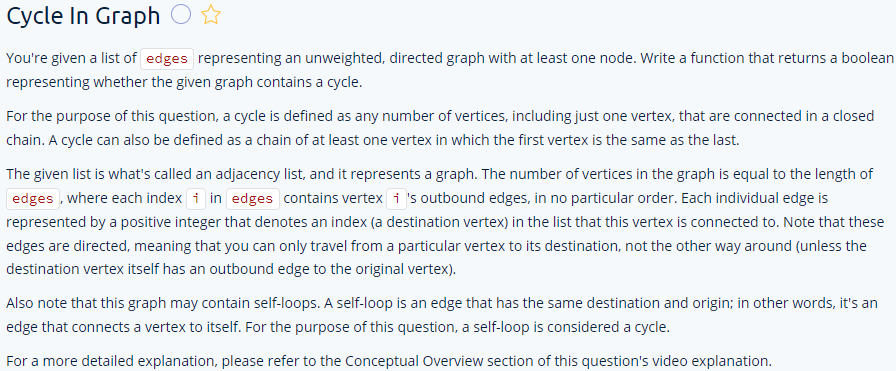 Cycle In Graph
You're given a list of edges representing an unweighted, directed graph with at least one node. Write a function that returns a boolean
representing whether the given graph contains a cycle.
For the purpose of this question, a cycle is defined as any number of vertices, including just one vertex, that are connected in a closed
chain. A cycle can also be defined as a chain of at least one vertex in which the first vertex is the same as the last.
The given list is what's called an adjacency list, and it represents a graph. The number of vertices in the graph is equal to the length of
edges , where each index i in edges contains vertex i 's outbound edges, in no particular order. Each individual edge is
represented by a positive integer that denotes an index (a destination vertex) in the list that this vertex is connected to. Note that these
edges are directed, meaning that you can only travel from a particular vertex to its destination, not the other way around (unless the
destination vertex itself has an outbound edge to the original vertex).
Also note that this graph may contain self-loops. A self-loop is an edge that has the same destination and origin; in other words, it's an
edge that connects a vertex to itself. For the purpose of this question, a self-loop is considered a cycle.
For a more detailed explanation, please refer to the Conceptual Overview section of this question's video explanation.